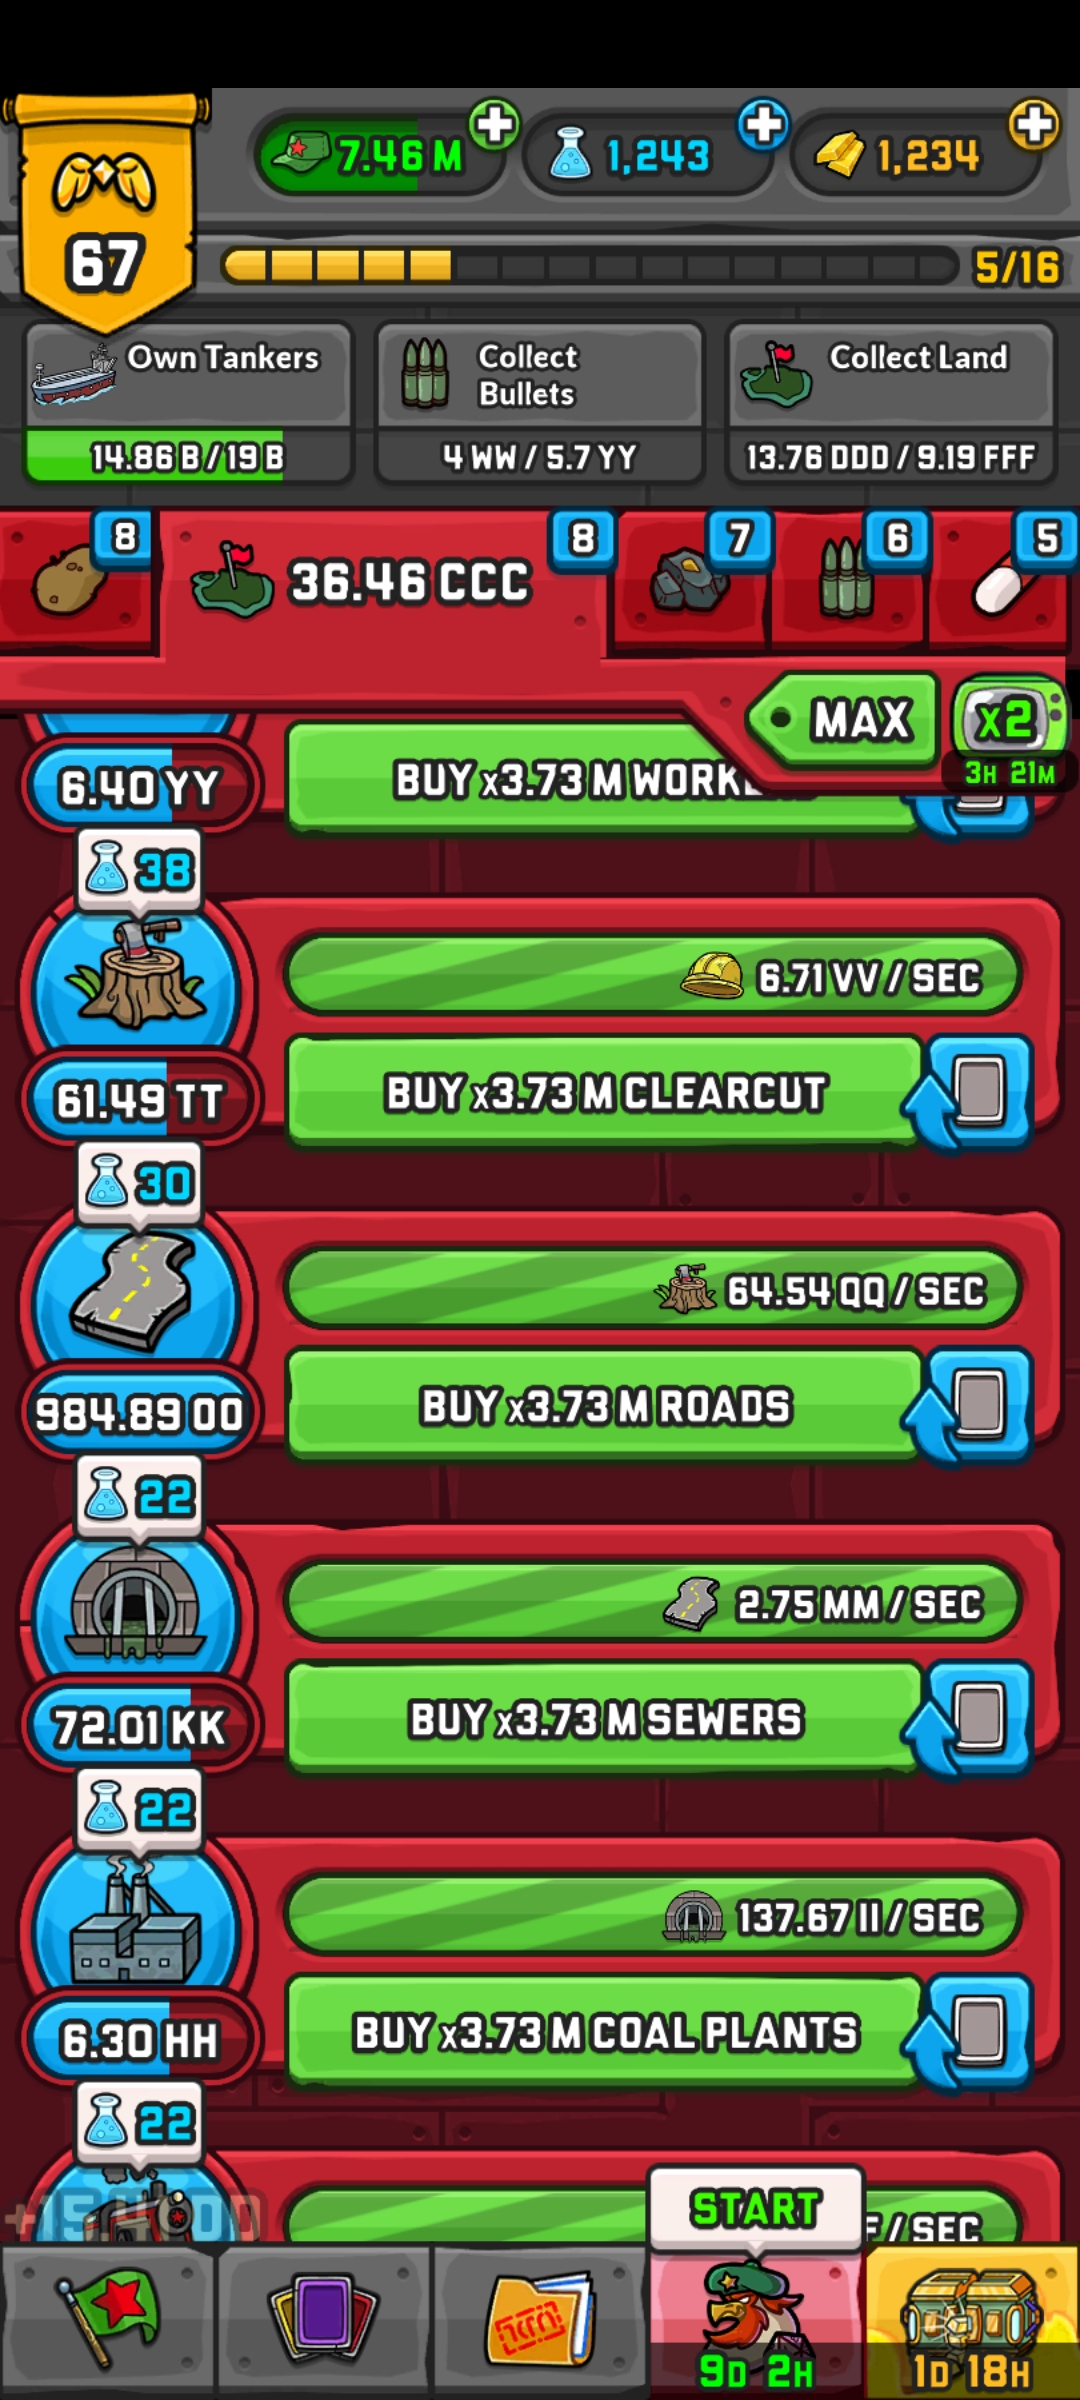 7.46 M
1,243
1,234
67
5/16
Own Tankers
14.86 B / 19 B
Collect
Bullets
4 WW / 5.7 YY
Collect Land
13.76 DDD / 9.19 FFF
8
36.46 CCC
8
7
6
5
MAX
x2
3H 21M
6.40 YY
BUY x3.73 M
38
6.71 VV / SEC
61.49 TT
BUY x3.73 M CLEARCUT
30
64.54 QQ / SEC
984.89 OO
BUY x3.73 M ROADS
22
2.75 MM / SEC
72.01 KK
BUY x3.73 M SEWERS
22
137.67 II / SEC
6.30 HH
BUY x3.73 M COAL PLANTS
22
/ SEC
START
9D 2H
1D 18H